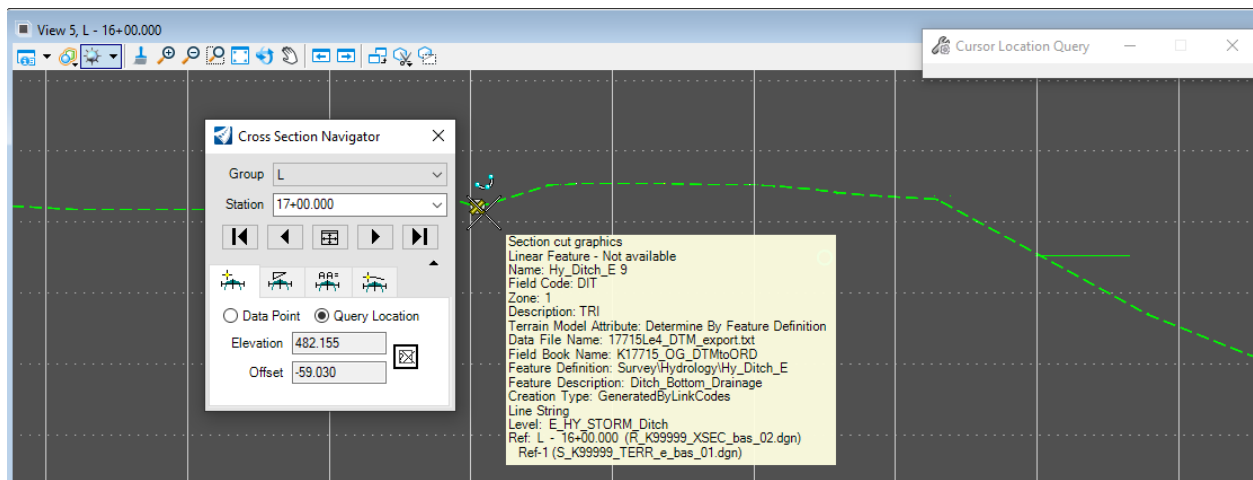 View 5, L - 16+00.000
Cursor Location Query
Cross Section Navigator
Group L
Station 17+00.000
AA=
Data Point Query Location
Elevation 482.155
Offset -59.030
Section cut graphics
Linear Feature - Not available
Name: Hy_Ditch_E 9
Field Code: DIT
Zone: 1
Description: TRI
Terrain Model Attribute: Determine By Feature Definition
Data File Name: 17715Le4_DTM_export.txt
Field Book Name: K17715_OG_DTMtoORD
Feature Definition: Survey\Hydrology\Hy_Ditch_E
Feature Description: Ditch_Bottom_Drainage
Creation Type: GeneratedByLinkCodes
Line String
Level: E_HY_STORM_Ditch
Ref: L - 16+00.000 (R_K99999_XSEC_bas_02.dgn)
Ref-1 (S_K99999_TERR_e_bas_01.dgn)